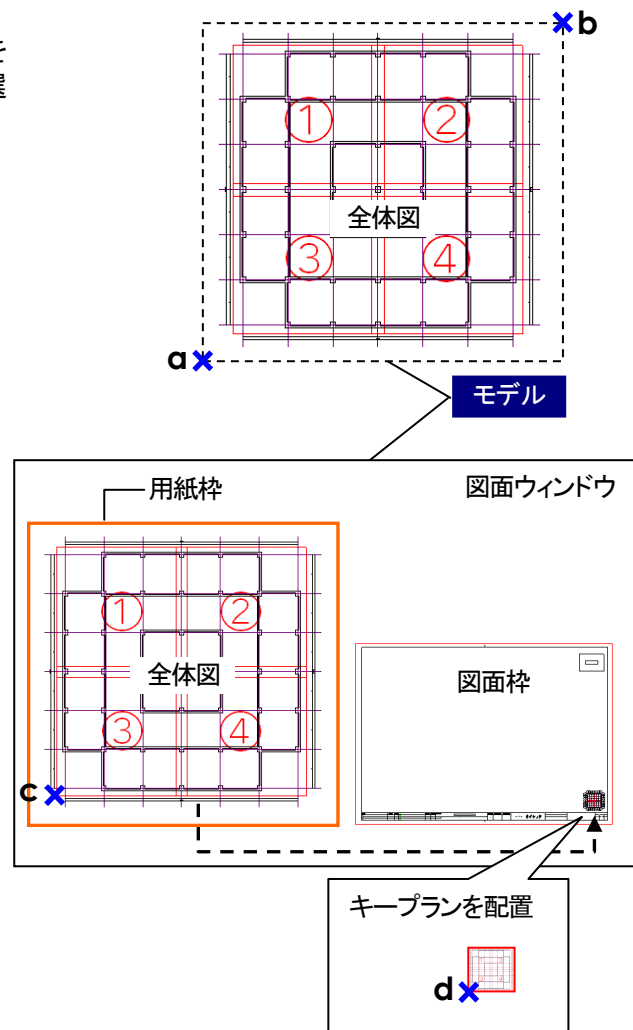 b
① ②
全体図
③ ④
a
モデル
用紙枠 図面ウィンドウ
① ②
全体図
図面枠
③ ④
c
キープランを配置
d